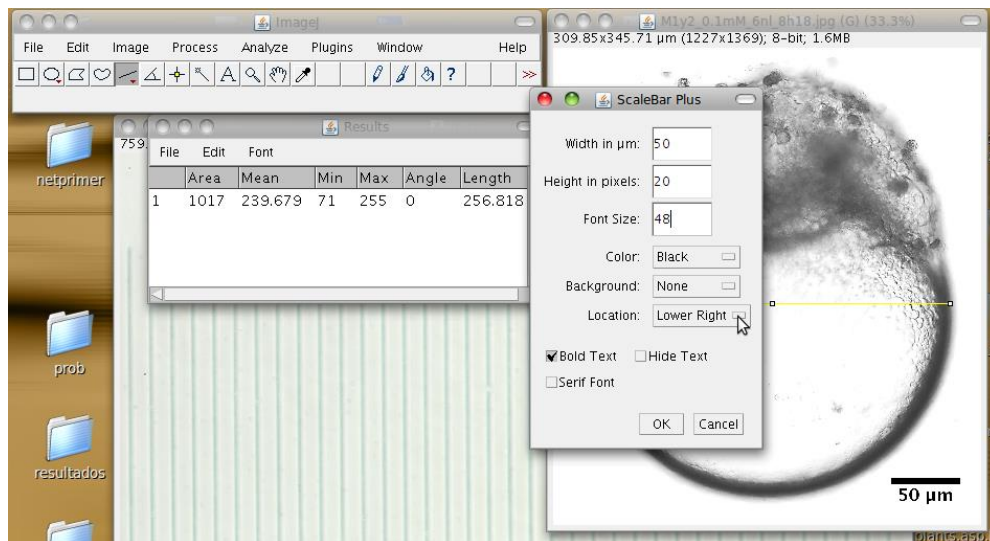 ImageJ
File Edit Image Process Analyze Plugins Window Help
A ? >>
M1y2_0.1mM_6nl_8h18.jpg (G) (33.3%)
309.85x345.71 µm (1227x1369); 8-bit; 1.6MB
759.
Results
File Edit Font
Area Mean Min Max Angle Length
1 1017 239.679 71 255 0 256.818
ScaleBar Plus
Width in µm: 50
Height in pixels: 20
Font Size: 48
Color: Black
Background: None
Location: Lower Right
Bold Text Hide Text
Serif Font
OK Cancel
50 µm
netprimer
prob
resultados
plants.asp